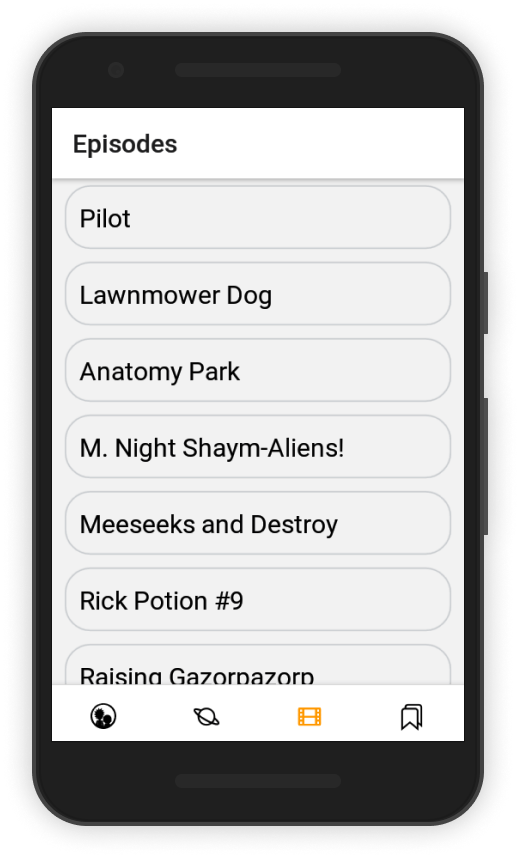 Episodes
Pilot
Lawnmower Dog
Anatomy Park
M. Night Shaym-Aliens!
Meeseeks and Destroy
Rick Potion #9
Raising Gazorpazorp